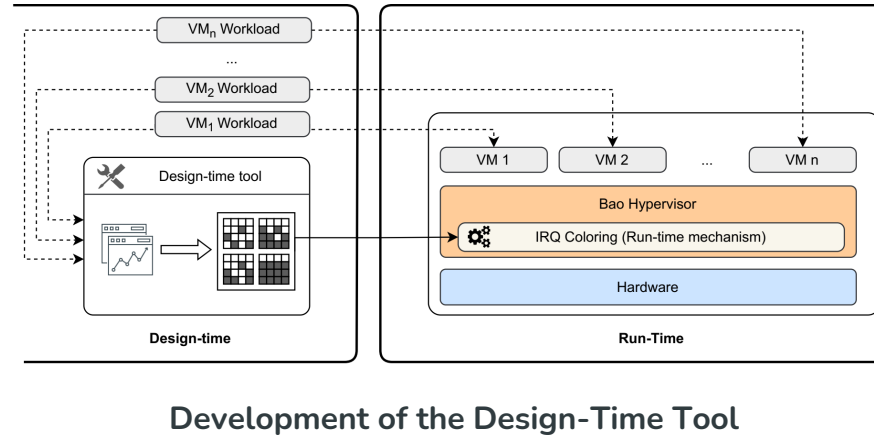 VMn Workload
...
VM2 Workload
VM1 Workload
Design-time tool
Design-time
VM 1
VM 2
...
VM n
Bao Hypervisor
IRQ Coloring (Run-time mechanism)
Hardware
Run-Time
Development of the Design-Time Tool